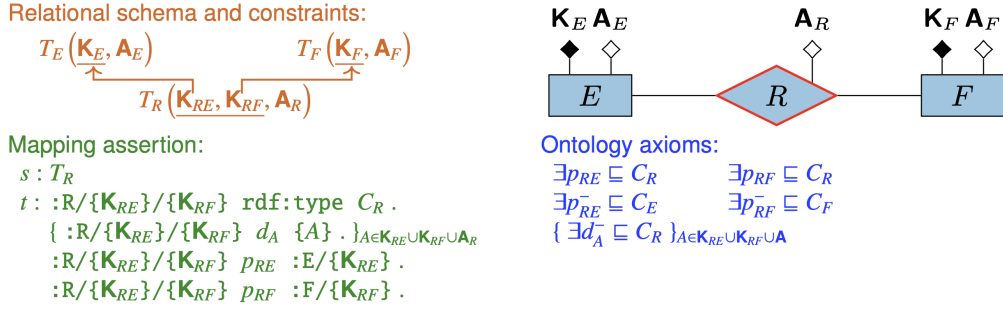 Relational schema and constraints:
T_E (K_E, A_E) T_F (K_F, A_F)
T_R (K_RE, K_RF, A_R)
Mapping assertion:
s : T_R
t : :R/{K_RE}/{K_RF} rdf:type C_R .
{ :R/{K_RE}/{K_RF} d_A {A} . }_A∈K_RE∪K_RF∪A_R
:R/{K_RE}/{K_RF} p_RE :E/{K_RE} .
:R/{K_RE}/{K_RF} p_RF :F/{K_RF} .
K_E A_E A_R K_F A_F
E R F
Ontology axioms:
∃p_RE ⊑ C_R ∃p_RF ⊑ C_R
∃p⁻_RE ⊑ C_E ∃p⁻_RF ⊑ C_F
{ ∃d⁻_A ⊑ C_R }_A∈K_RE∪K_RF∪A